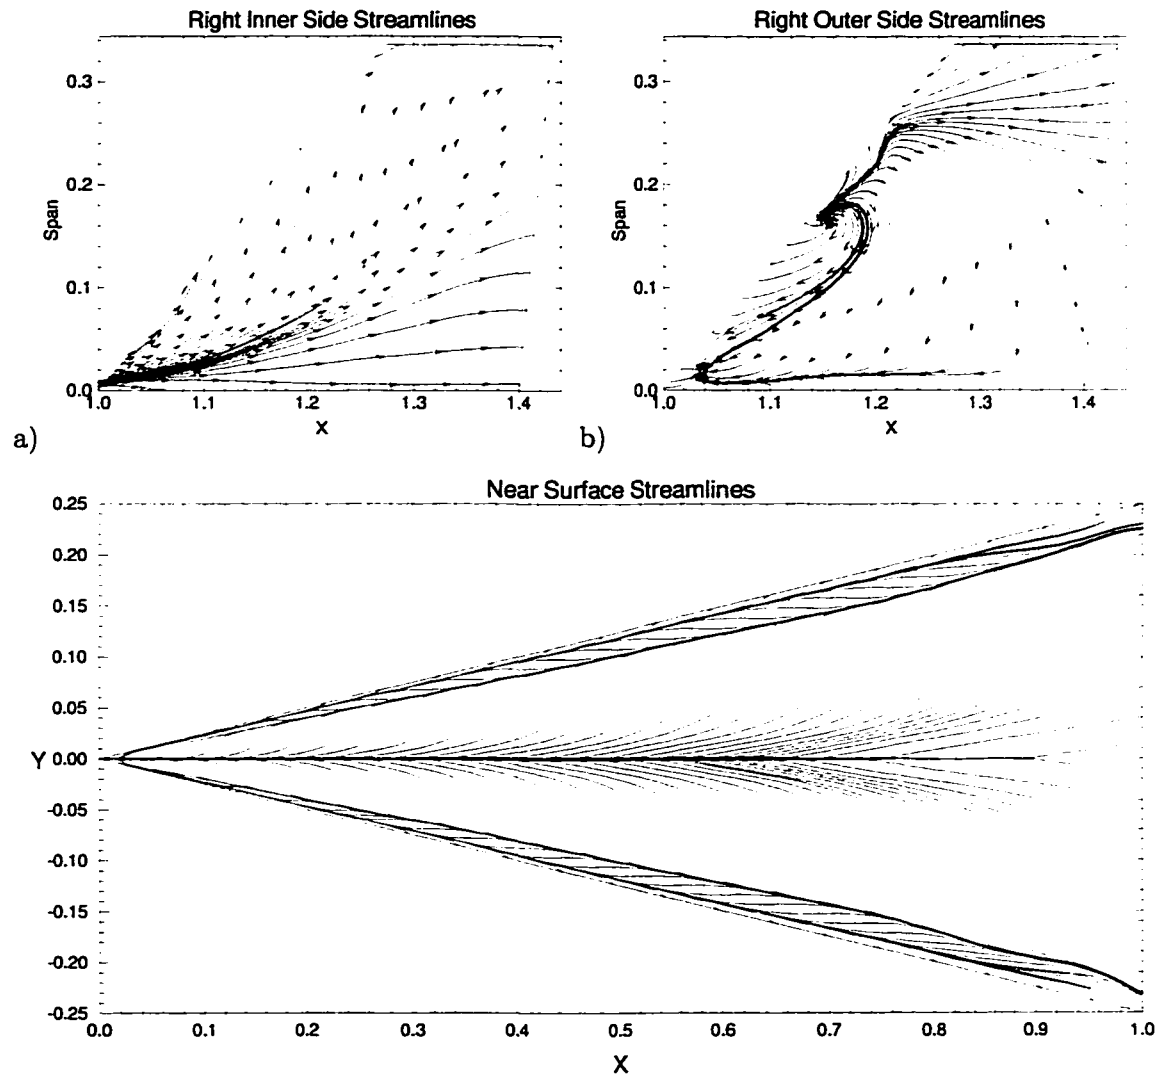 Right Inner Side Streamlines
Span
0.3
0.2
0.1
0.0
1.0 1.1 1.2 1.3 1.4
X
a)
Right Outer Side Streamlines
Span
0.3
0.2
0.1
0.0
1.0 1.1 1.2 1.3 1.4
X
b)
Near Surface Streamlines
0.25
0.20
0.15
0.10
0.05
Y 0.00
-0.05
-0.10
-0.15
-0.20
-0.25
0.0 0.1 0.2 0.3 0.4 0.5 0.6 0.7 0.8 0.9 1.0
X